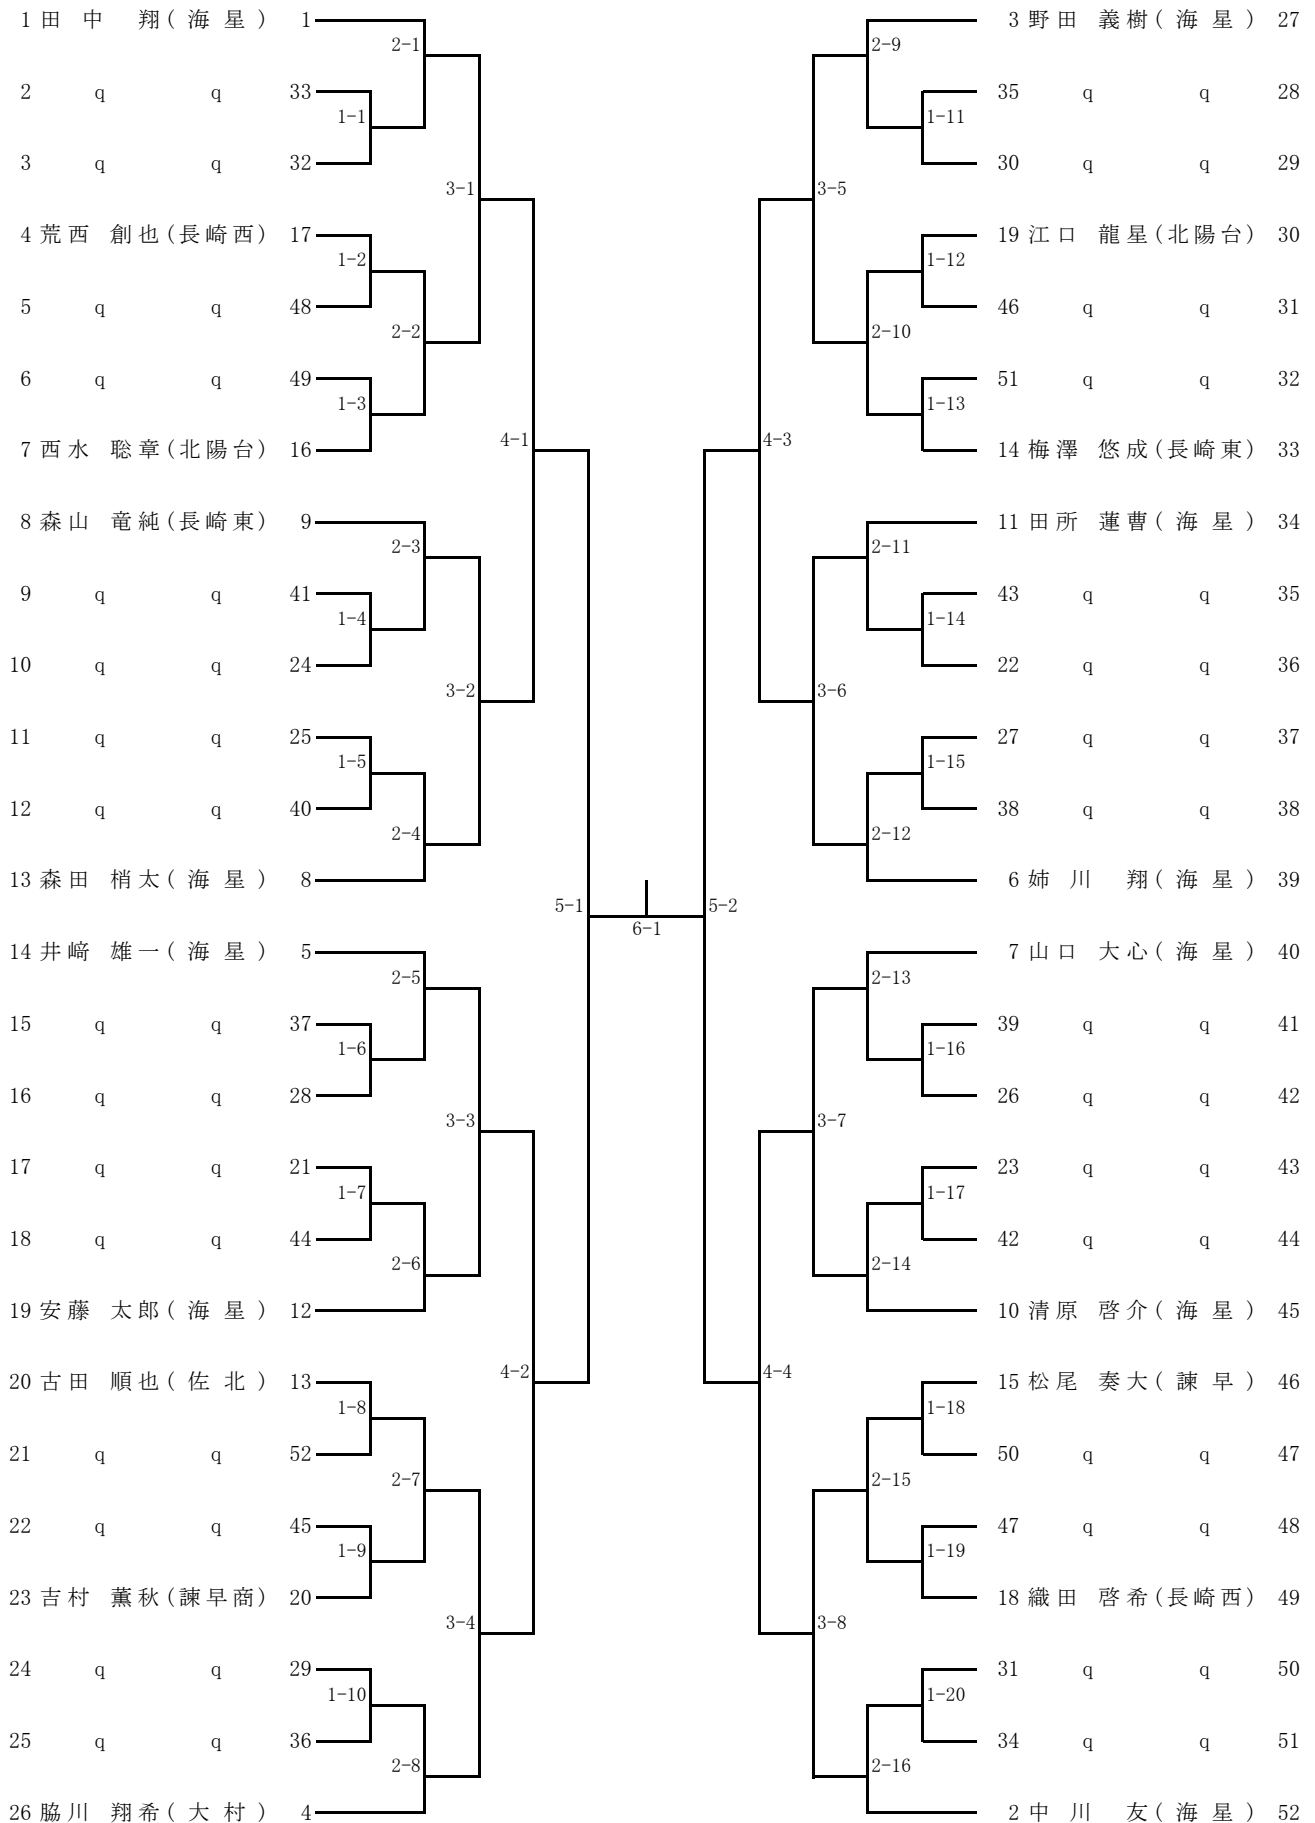 1 田 中 翔 ( 海 星 ) 1
2-1
2 q q 33
1-1
3 q q 32
3-1
4 荒西 創也(長崎西) 17
1-2
5 q q 48
2-2
6 q q 49
1-3
7 西水 聡章(北陽台) 16
4-1
8 森山 竜純(長崎東) 9
2-3
9 q q 41
1-4
10 q q 24
3-2
11 q q 25
1-5
12 q q 40
2-4
13 森田 梢太( 海 星 ) 8
5-1
14 井﨑 雄一( 海 星 ) 5
2-5
15 q q 37
1-6
16 q q 28
3-3
17 q q 21
1-7
18 q q 44
2-6
19 安藤 太郎( 海 星 ) 12
4-2
20 古田 順也( 佐 北 ) 13
1-8
21 q q 52
2-7
22 q q 45
1-9
23 吉村 薫秋(諫早商) 20
3-4
24 q q 29
1-10
25 q q 36
2-8
26 脇川 翔希( 大 村 ) 4
6-1
3 野田 義樹( 海 星 ) 27
2-9
35 q q 28
1-11
30 q q 29
3-5
19 江口 龍星(北陽台) 30
1-12
46 q q 31
2-10
51 q q 32
1-13
14 梅澤 悠成(長崎東) 33
4-3
11 田所 蓮曹( 海 星 ) 34
2-11
43 q q 35
1-14
22 q q 36
3-6
27 q q 37
1-15
38 q q 38
2-12
6 姉 川 翔( 海 星 ) 39
5-2
7 山口 大心( 海 星 ) 40
2-13
39 q q 41
1-16
26 q q 42
3-7
23 q q 43
1-17
42 q q 44
2-14
10 清原 啓介( 海 星 ) 45
4-4
15 松尾 奏大( 諫 早 ) 46
1-18
50 q q 47
2-15
47 q q 48
1-19
18 織田 啓希(長崎西) 49
3-8
31 q q 50
1-20
34 q q 51
2-16
2 中 川 友( 海 星 ) 52